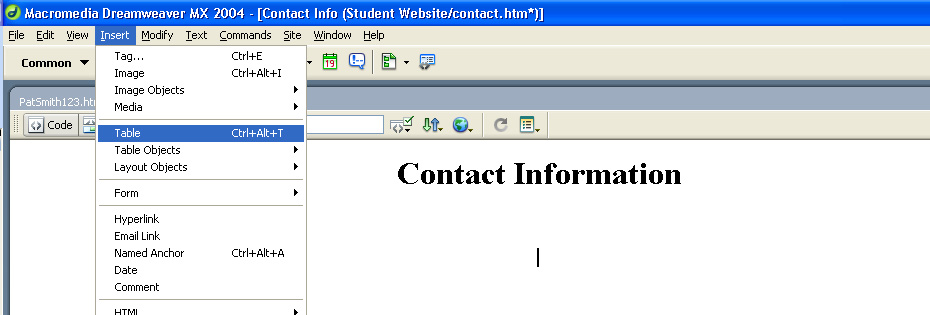 Macromedia Dreamweaver MX 2004 - [Contact Info (Student Website/contact.htm*)]
File Edit View Insert Modify Text Commands Site Window Help
Common
Tag... Ctrl+E
Image Ctrl+Alt+I
Image Objects
Media
PatSmith123.ht
Code
Table Ctrl+Alt+T
Table Objects
Layout Objects
Form
Hyperlink
Email Link
Named Anchor Ctrl+Alt+A
Date
Comment
HTML
19
Contact Information